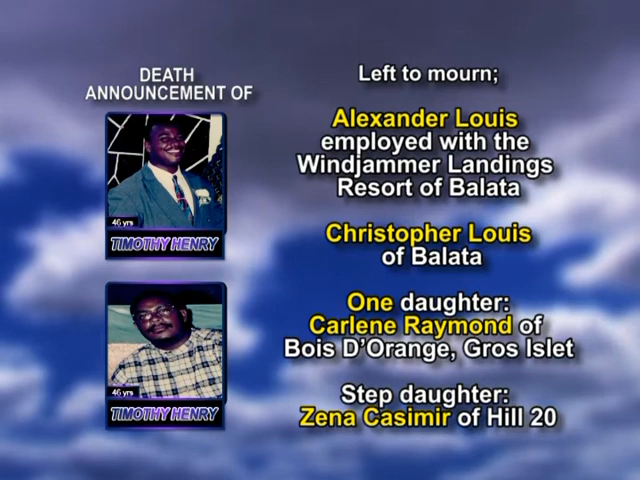 DEATH
ANNOUNCEMENT OF
46 yrs
TIMOTHY HENRY
46 yrs
TIMOTHY HENRY
Left to mourn;
Alexander Louis
employed with the
Windjammer Landings
Resort of Balata
Christopher Louis
of Balata
One daughter:
Carlene Raymond of
Bois D'Orange, Gros Islet
Step daughter:
Zena Casimir of Hill 20